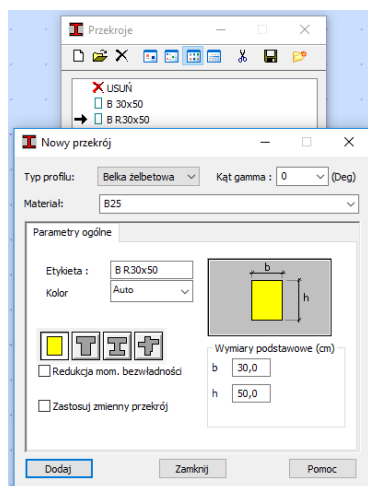 Przekroje
USUŃ
B 30x50
B R30x50
Nowy przekrój
Typ profilu: Belka żelbetowa Kąt gamma : 0 (Deg)
Materiał: B25
Parametry ogólne
Etykieta : B R30x50
Kolor Auto
b
h
Redukcja mom. bezwładności
Zastosuj zmienny przekrój
Wymiary podstawowe (cm)
b 30,0
h 50,0
Dodaj Zamknij Pomoc